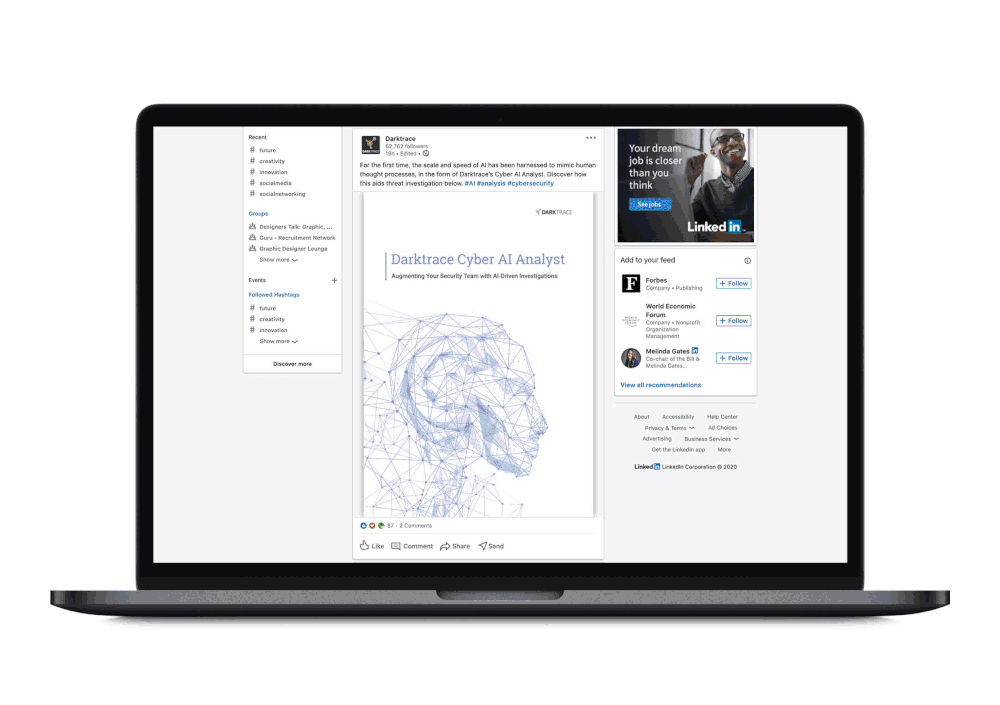 Recent
# future
# creativity
# innovation
# socialmedia
# socialnetworking
Groups
Designers Talk: Graphic, ...
Guru - Recruitment Network
Graphic Designer Lounge
Show more
Events +
Followed Hashtags
# future
# creativity
# innovation
Show more
Discover more
DARKTRACE
Darktrace
62,762 followers
19h • Edited •
For the first time, the scale and speed of AI has been harnessed to mimic human
thought processes, in the form of Darktrace's Cyber AI Analyst. Discover how
this aids threat investigation below. #AI #analysis #cybersecurity
DARKTRACE
Darktrace Cyber AI Analyst
Augmenting Your Security Team with AI-Driven Investigations
87 · 2 Comments
Like Comment Share Send
Your dream
job is closer
than you
think
See jobs
Linked in
Add to your feed
F
Forbes
Company • Publishing
+ Follow
World Economic
Forum
Company • Nonprofit
Organization
Management
+ Follow
Melinda Gates in
Co-chair of the Bill &
Melinda Gates...
+ Follow
View all recommendations
About Accessibility Help Center
Privacy & Terms Ad Choices
Advertising Business Services
Get the LinkedIn app More
Linked in LinkedIn Corporation © 2020